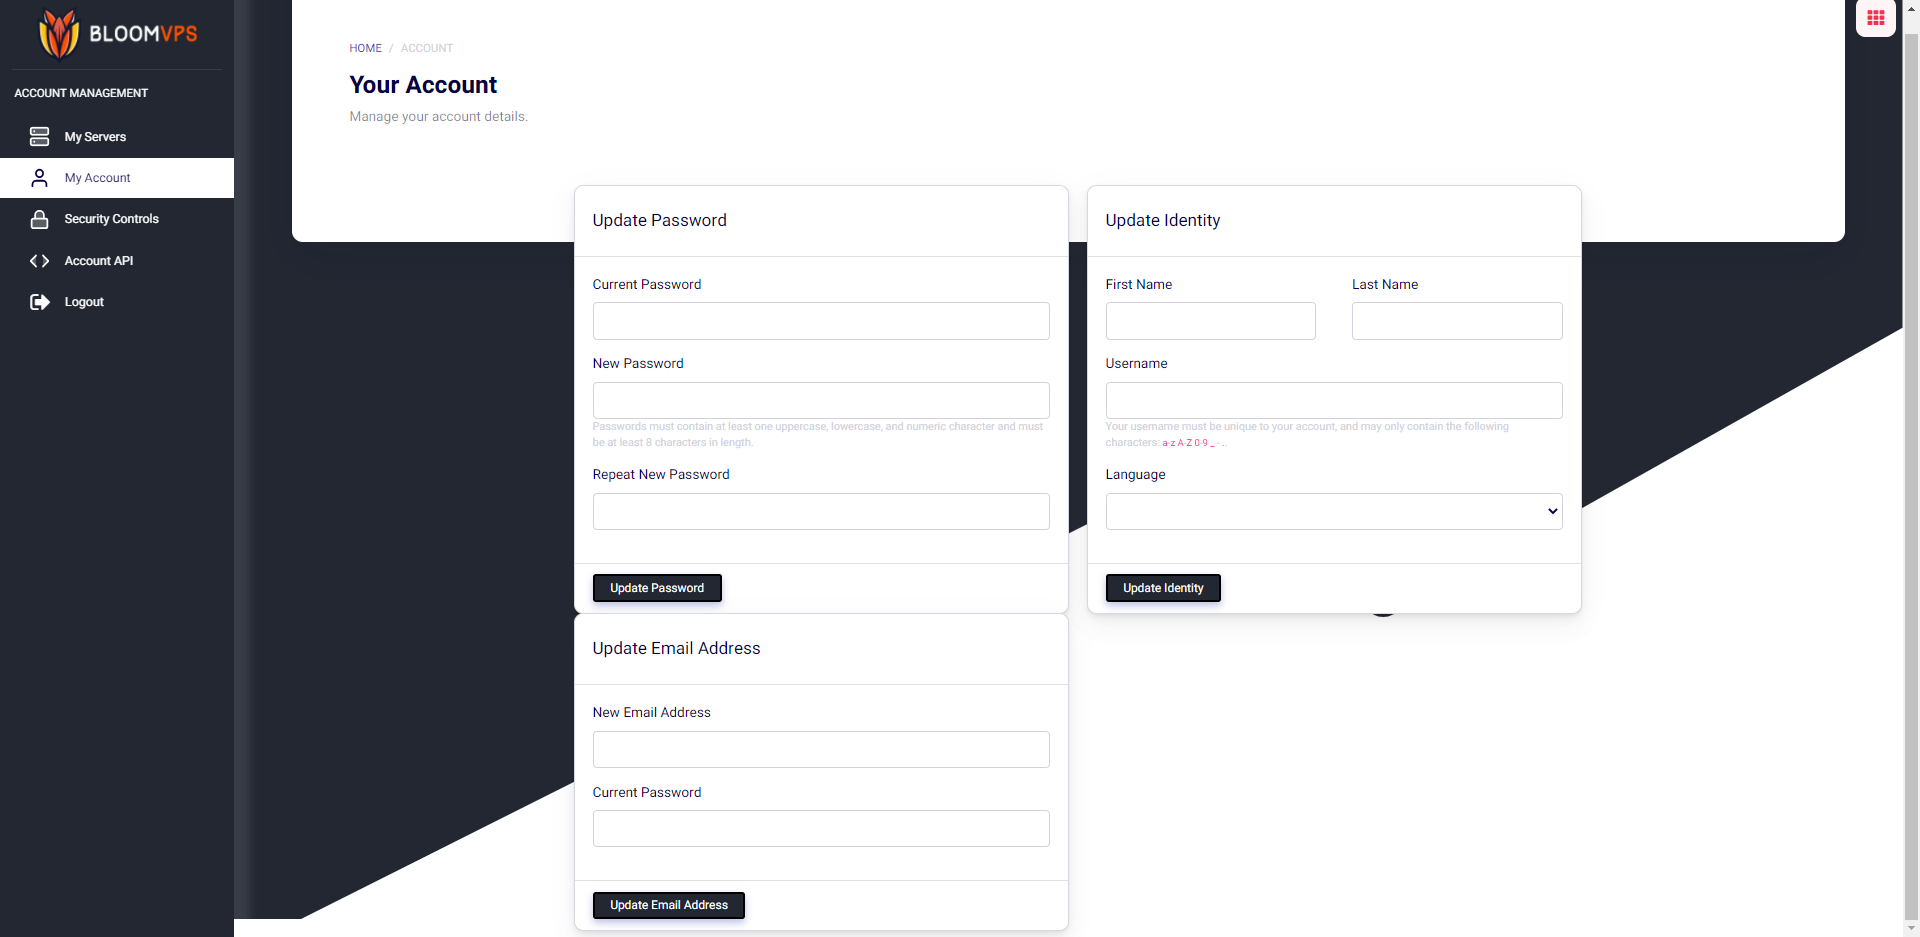 BLOOMVPS
ACCOUNT MANAGEMENT
My Servers
My Account
Security Controls
Account API
Logout
HOME / ACCOUNT
Your Account
Manage your account details.
Update Password
Current Password
New Password
Passwords must contain at least one uppercase, lowercase, and numeric character and must
be at least 8 characters in length.
Repeat New Password
Update Password
Update Identity
First Name
Last Name
Username
Your username must be unique to your account, and may only contain the following
characters: a-z A-Z 0-9 _ - ..
Language
Update Identity
Update Email Address
New Email Address
Current Password
Update Email Address